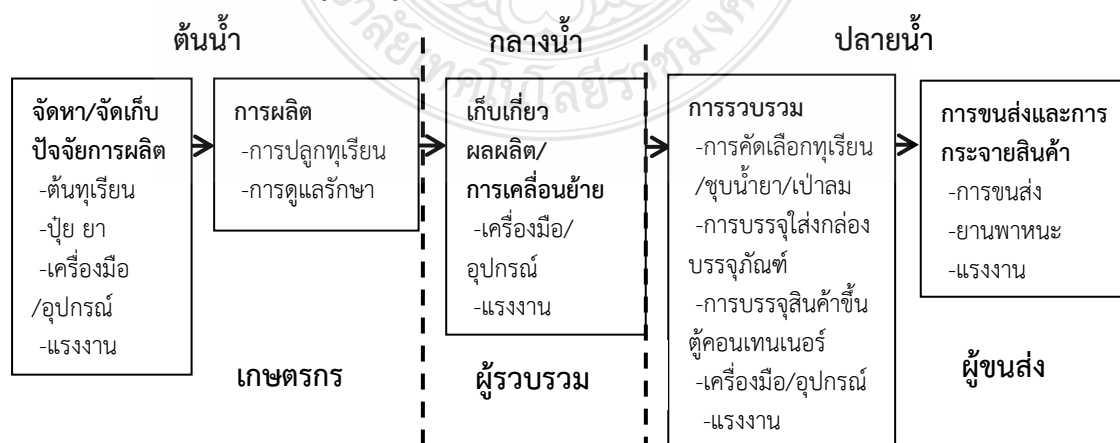 ต้นน้ำ
กลางน้ำ
ปลายน้ำ
จัดหา/จัดเก็บ
ปัจจัยการผลิต
-ต้นทุเรียน
-ปุ๋ย ยา
-เครื่องมือ
/อุปกรณ์
-แรงงาน
การผลิต
-การปลูกทุเรียน
-การดูแลรักษา
เก็บเกี่ยว
ผลผลิต/
การเคลื่อนย้าย
-เครื่องมือ/
อุปกรณ์
-แรงงาน
การรวบรวม
-การคัดเลือกทุเรียน
/ชุบน้ำยา/เป่าลม
-การบรรจุใส่งกล่อง
บรรจุภัณฑ์
-การบรรจุสินค้าขึ้น
ตู้คอนเทนเนอร์
-เครื่องมือ/อุปกรณ์
-แรงงาน
การขนส่งและการ
กระจายสินค้า
-การขนส่ง
-ยานพาหนะ
-แรงงาน
เกษตรกร
ผู้รวบรวม
ผู้ขนส่ง